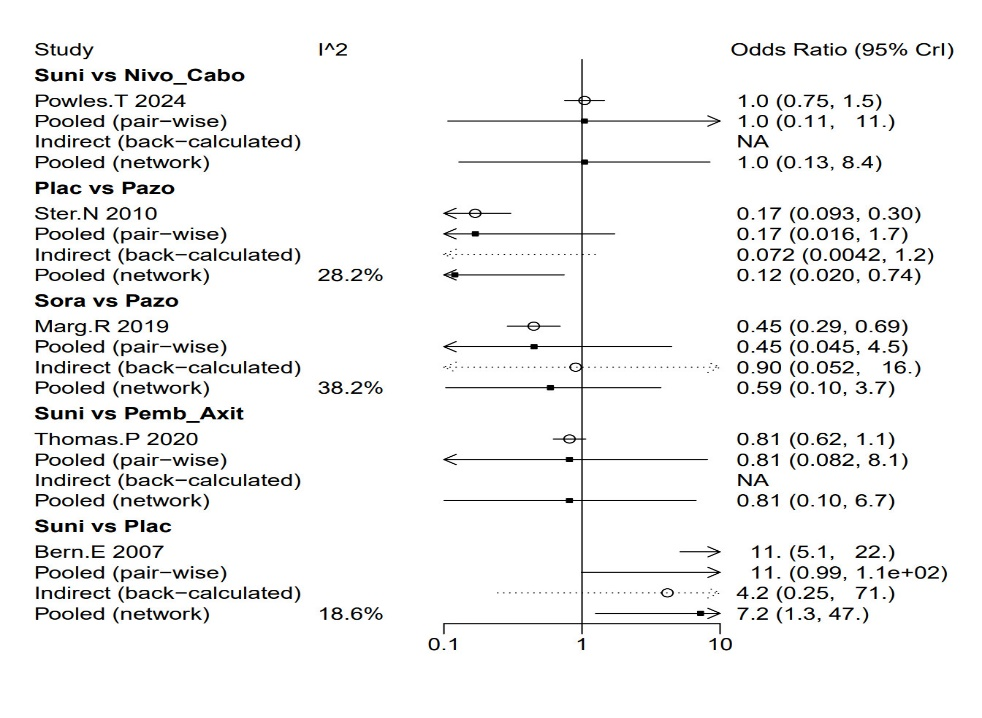 Study I^2 Odds Ratio (95% CrI)
Suni vs Nivo_Cabo
Powles.T 2024 1.0 (0.75, 1.5)
Pooled (pair−wise) 1.0 (0.11, 11.)
Indirect (back−calculated) NA
Pooled (network) 1.0 (0.13, 8.4)
Plac vs Pazo
Ster.N 2010 0.17 (0.093, 0.30)
Pooled (pair−wise) 0.17 (0.016, 1.7)
Indirect (back−calculated) 0.072 (0.0042, 1.2)
Pooled (network) 28.2% 0.12 (0.020, 0.74)
Sora vs Pazo
Marg.R 2019 0.45 (0.29, 0.69)
Pooled (pair−wise) 0.45 (0.045, 4.5)
Indirect (back−calculated) 0.90 (0.052, 16.)
Pooled (network) 38.2% 0.59 (0.10, 3.7)
Suni vs Pemb_Axit
Thomas.P 2020 0.81 (0.62, 1.1)
Pooled (pair−wise) 0.81 (0.082, 8.1)
Indirect (back−calculated) NA
Pooled (network) 0.81 (0.10, 6.7)
Suni vs Plac
Bern.E 2007 11. (5.1, 22.)
Pooled (pair−wise) 11. (0.99, 1.1e+02)
Indirect (back−calculated) 4.2 (0.25, 71.)
Pooled (network) 18.6% 7.2 (1.3, 47.)
0.1 1 10